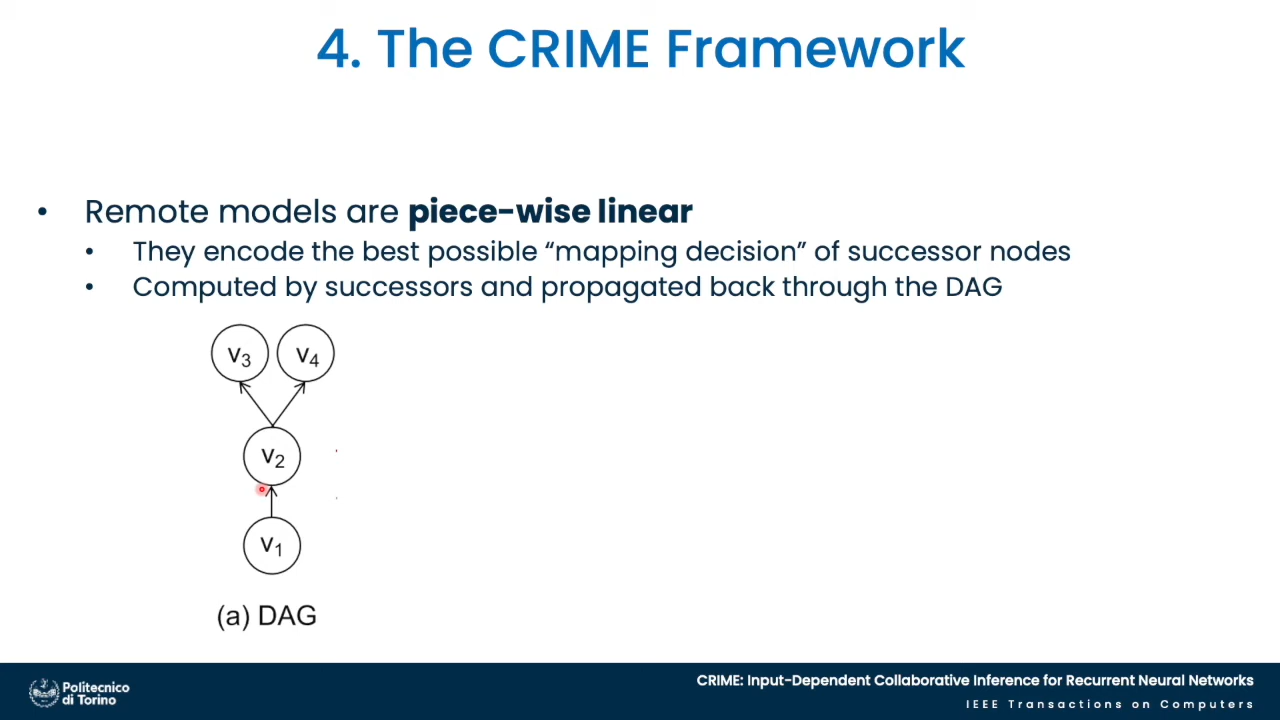 4. The CRIME Framework
• Remote models are piece-wise linear
• They encode the best possible “mapping decision” of successor nodes
• Computed by successors and propagated back through the DAG
v3 v4
v2
v1
(a) DAG
Politecnico
di Torino
CRIME: Input-Dependent Collaborative Inference for Recurrent Neural Networks
IEEE Transactions on Computers